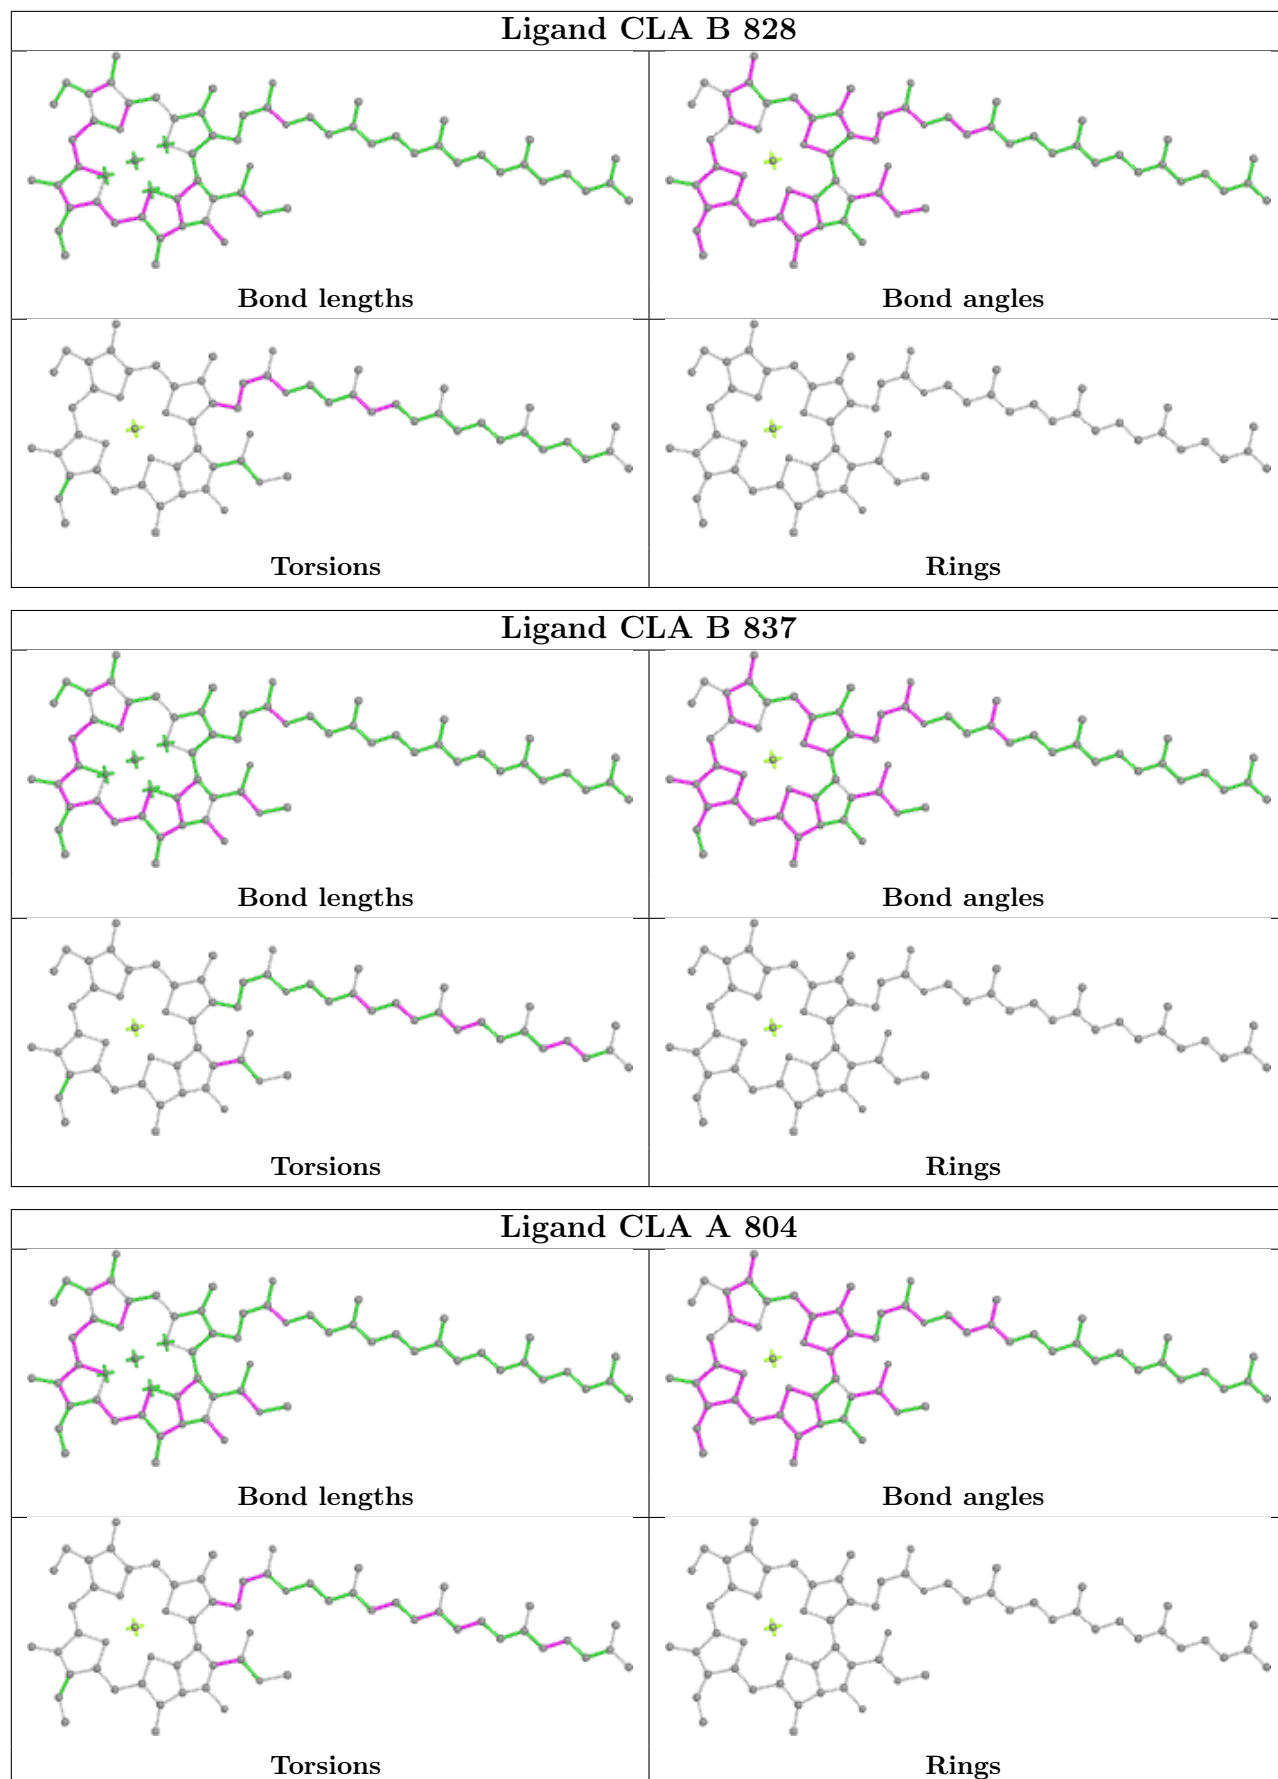 Ligand CLA B 828
Bond lengths
Bond angles
Torsions
Rings
Ligand CLA B 837
Bond lengths
Bond angles
Torsions
Rings
Ligand CLA A 804
Bond lengths
Bond angles
Torsions
Rings